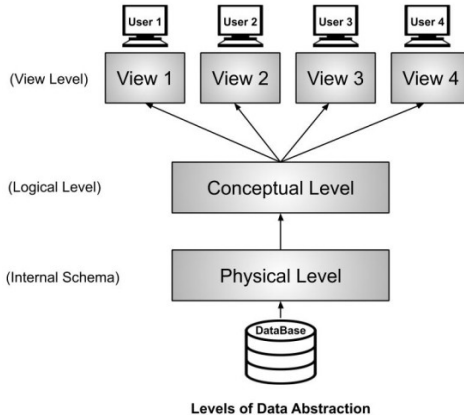 User 1
User 2
User 3
User 4
(View Level)
View 1
View 2
View 3
View 4
(Logical Level)
Conceptual Level
(Internal Schema)
Physical Level
DataBase
Levels of Data Abstraction